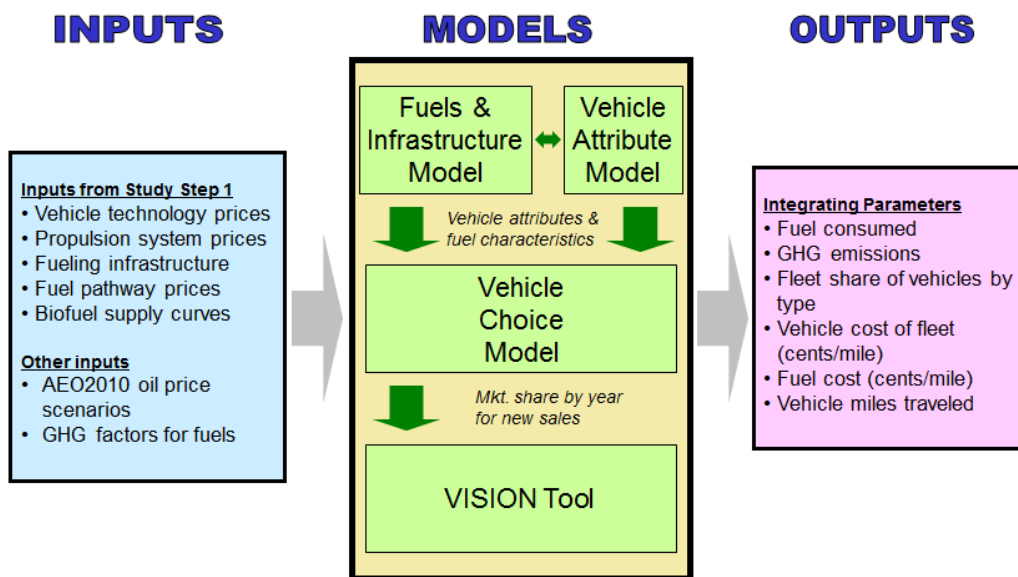 INPUTS
MODELS
OUTPUTS
Inputs from Study Step 1
• Vehicle technology prices
• Propulsion system prices
• Fueling infrastructure
• Fuel pathway prices
• Biofuel supply curves
Other inputs
• AEO2010 oil price
scenarios
• GHG factors for fuels
Fuels &
Infrastructure
Model
Vehicle
Attribute
Model
Vehicle attributes &
fuel characteristics
Vehicle
Choice
Model
Mkt. share by year
for new sales
VISION Tool
Integrating Parameters
• Fuel consumed
• GHG emissions
• Fleet share of vehicles by
type
• Vehicle cost of fleet
(cents/mile)
• Fuel cost (cents/mile)
• Vehicle miles traveled